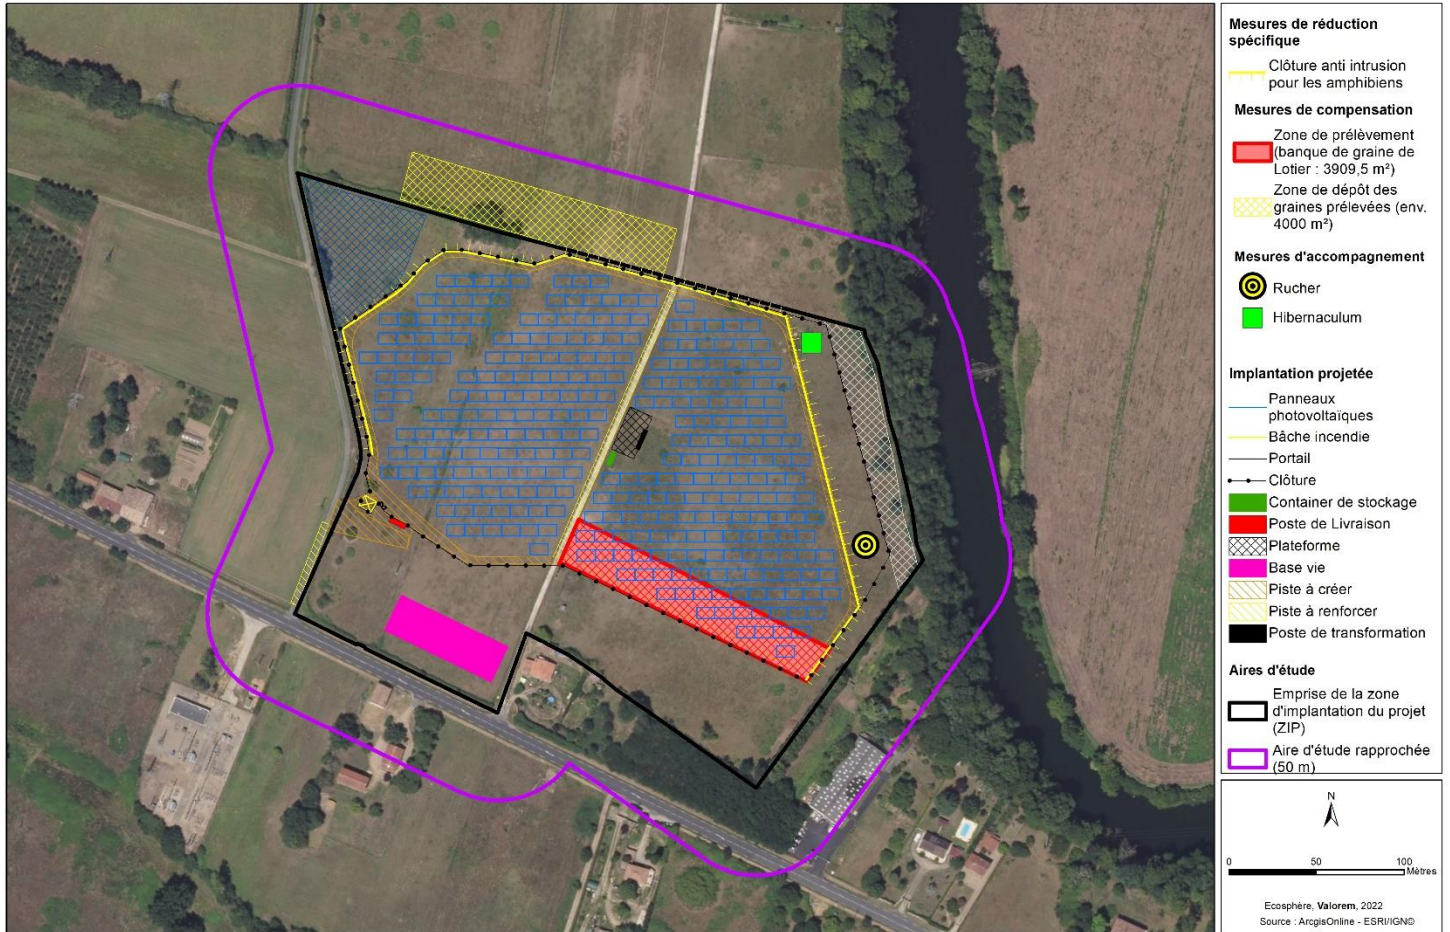 Mesures de réduction
spécifique
Clôture anti intrusion
pour les amphibiens
Mesures de compensation
Zone de prélèvement
(banque de graine de
Lotier : 3909,5 m²)
Zone de dépôt des
graines prélevées (env.
4000 m²)
Mesures d'accompagnement
Rucher
Hibernaculum
Implantation projetée
Panneaux
photovoltaïques
Bâche incendie
Portail
Clôture
Container de stockage
Poste de Livraison
Plateforme
Base vie
Piste à créer
Piste à renforcer
Poste de transformation
Aires d'étude
Emprise de la zone
d'implantation du projet
(ZIP)
Aire d'étude rapprochée
(50 m)
N
0 50 100
Mètres
Ecosphère, Valorem, 2022
Source : ArcgisOnline - ESRI/IGN©